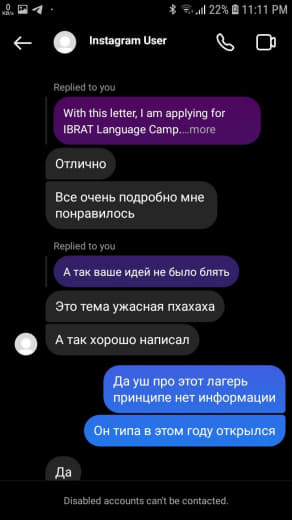 0
KB/s
22% 11:11 PM
Instagram User
Replied to you
With this letter, I am applying for
IBRAT Language Camp....more
Отлично
Все очень подробно мне
понравилось
Replied to you
А так ваше идей не было блять
Это тема ужасная пхахаха
А так хорошо написал
Да уш про этот лагерь
принципе нет информации
Он типа в этом году открылся
Да
Disabled accounts can't be contacted.